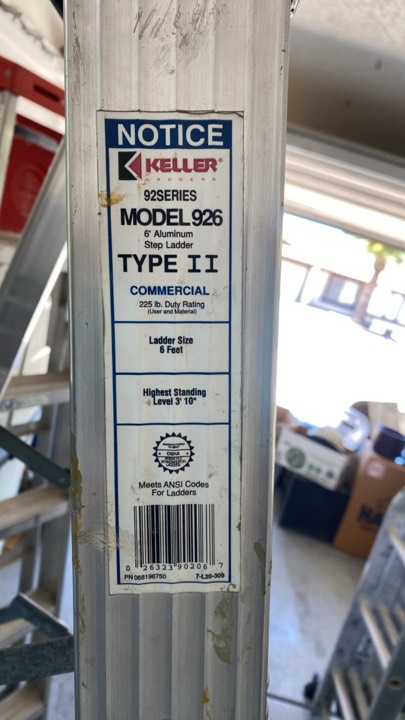 NOTICE
KELLER
LADDERS
92SERIES
MODEL 926
6' Aluminum
Step Ladder
TYPE II
COMMERCIAL
225 lb. Duty Rating
(User and Material)
Ladder Size
6 Feet
Highest Standing
Level 3' 10"
OSHA
Meets ANSI Codes
For Ladders
0 26323 90206 7
PN 068196750 7-L20-309